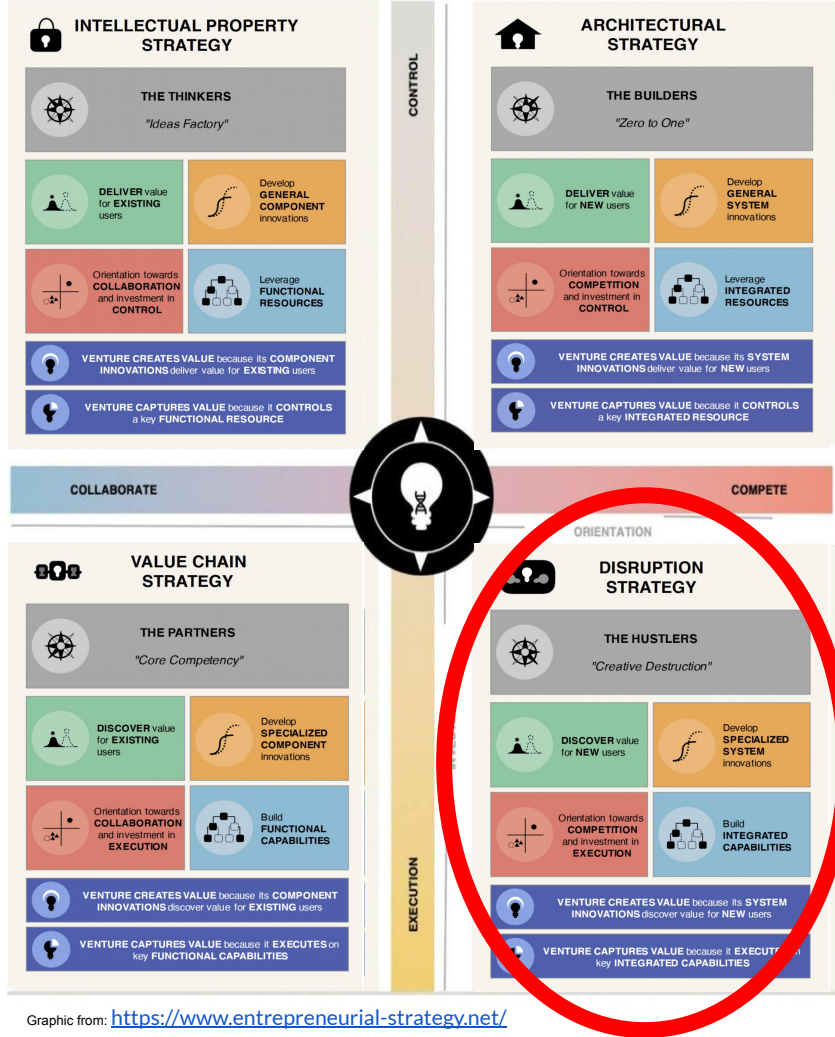 INTELLECTUAL PROPERTY
STRATEGY
THE THINKERS
"Ideas Factory"
DELIVER value
for EXISTING
users
Develop
GENERAL
COMPONENT
innovations
Orientation towards
COLLABORATION
and investment in
CONTROL
Leverage
FUNCTIONAL
RESOURCES
VENTURE CREATES VALUE because its COMPONENT
INNOVATIONS deliver value for EXISTING users
VENTURE CAPTURES VALUE because it CONTROLS
a key FUNCTIONAL RESOURCE
CONTROL
ARCHITECTURAL
STRATEGY
THE BUILDERS
"Zero to One"
DELIVER value
for NEW users
Develop
GENERAL
SYSTEM
innovations
Orientation towards
COMPETITION
and investment in
CONTROL
Leverage
INTEGRATED
RESOURCES
VENTURE CREATES VALUE because its SYSTEM
INNOVATIONS deliver value for NEW users
VENTURE CAPTURES VALUE because it CONTROLS
a key INTEGRATED RESOURCE
COLLABORATE
COMPETE
ORIENTATION
VALUE CHAIN
STRATEGY
THE PARTNERS
"Core Competency"
DISCOVER value
for EXISTING
users
Develop
SPECIALIZED
COMPONENT
innovations
Orientation towards
COLLABORATION
and investment in
EXECUTION
Build
FUNCTIONAL
CAPABILITIES
VENTURE CREATES VALUE because its COMPONENT
INNOVATIONS discover value for EXISTING users
VENTURE CAPTURES VALUE because it EXECUTES on
key FUNCTIONAL CAPABILITIES
EXECUTION
DISRUPTION
STRATEGY
THE HUSTLERS
"Creative Destruction"
DISCOVER value
for NEW users
Develop
SPECIALIZED
SYSTEM
innovations
Orientation towards
COMPETITION
and investment in
EXECUTION
Build
INTEGRATED
CAPABILITIES
VENTURE CREATES VALUE because its SYSTEM
INNOVATIONS discover value for NEW users
VENTURE CAPTURES VALUE because it
key INTEGRATED CAPABILITIES
Graphic from: https://www.entrepreneurial-strategy.net/